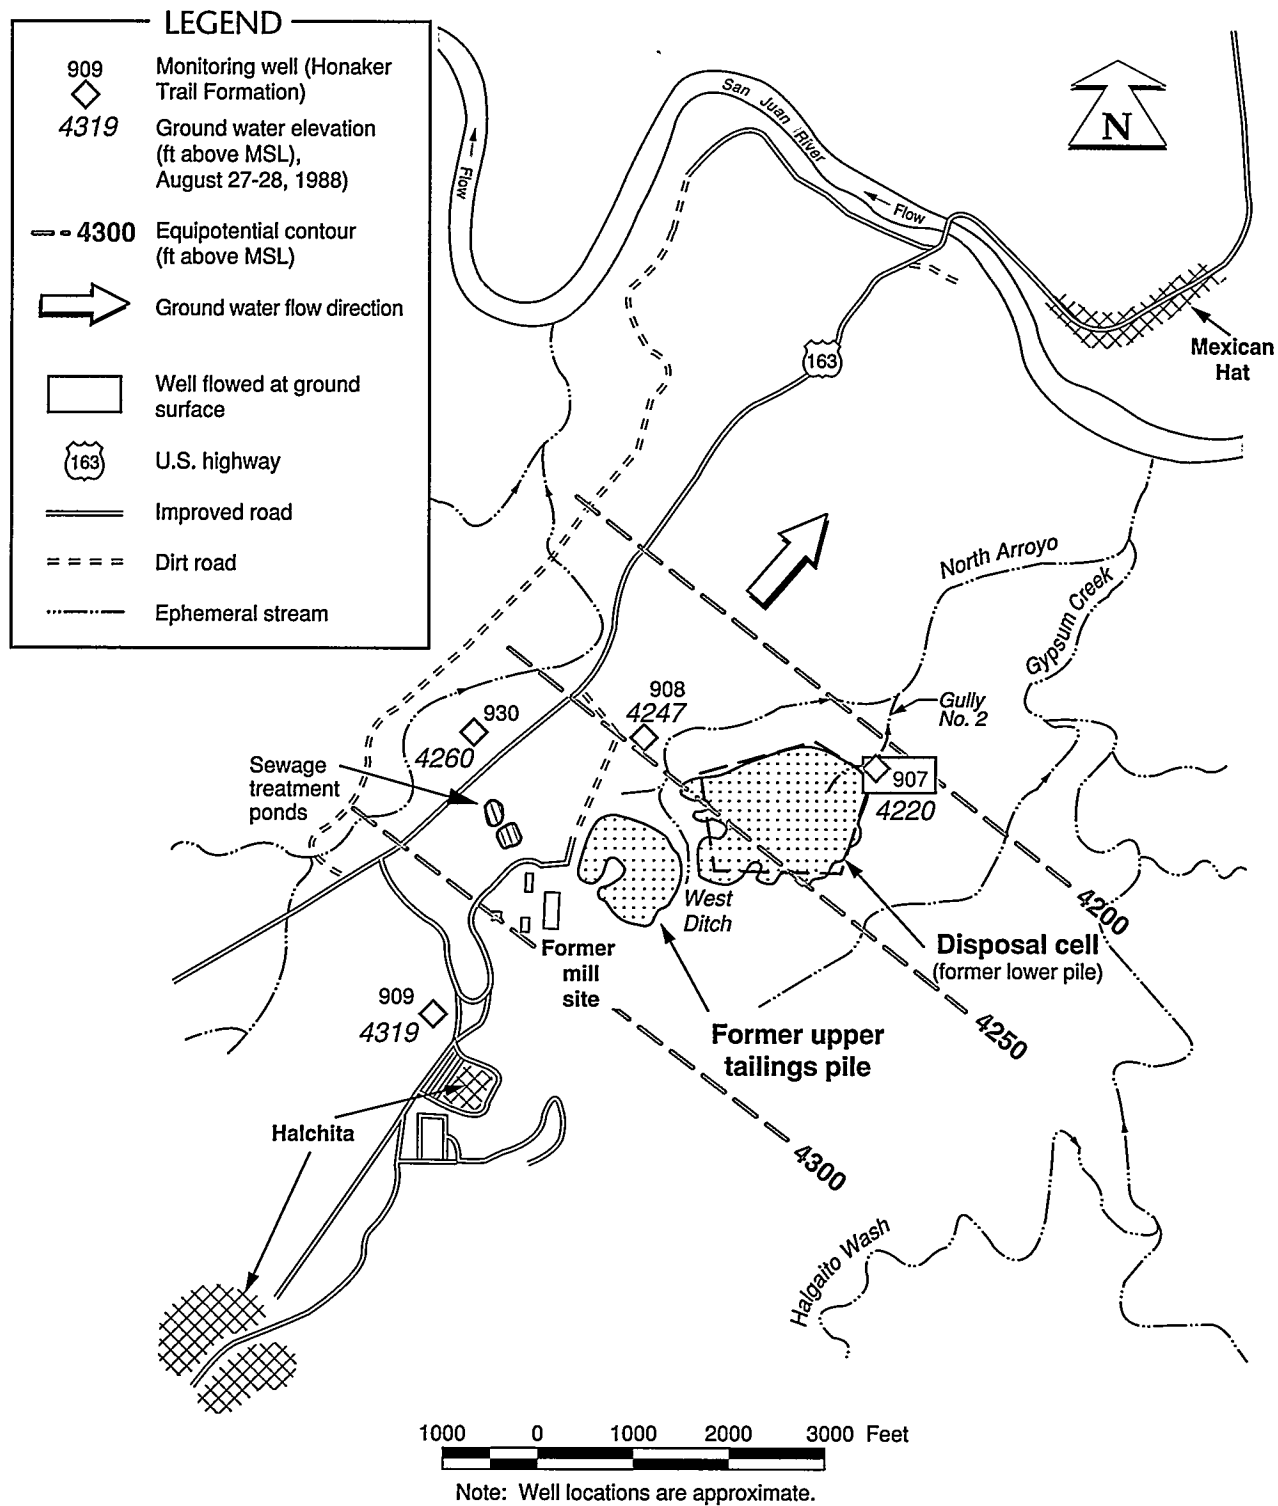 LEGEND
909
Monitoring well (Honaker
Trail Formation)
4319
Ground water elevation
(ft above MSL),
August 27-28, 1988)
4300
Equipotential contour
(ft above MSL)
Ground water flow direction
Well flowed at ground
surface
163
U.S. highway
Improved road
Dirt road
Ephemeral stream
San Juan River
N
Flow
Flow
163
Mexican
Hat
North Arroyo
Gypsum Creek
908
4247
Gully
No. 2
930
4260
Sewage
treatment
ponds
907
4220
West
Ditch
4200
Disposal cell
(former lower pile)
Former
mill
site
909
4319
4250
Former upper
tailings pile
Halchita
4300
Halgaito Wash
1000 0 1000 2000 3000 Feet
Note: Well locations are approximate.